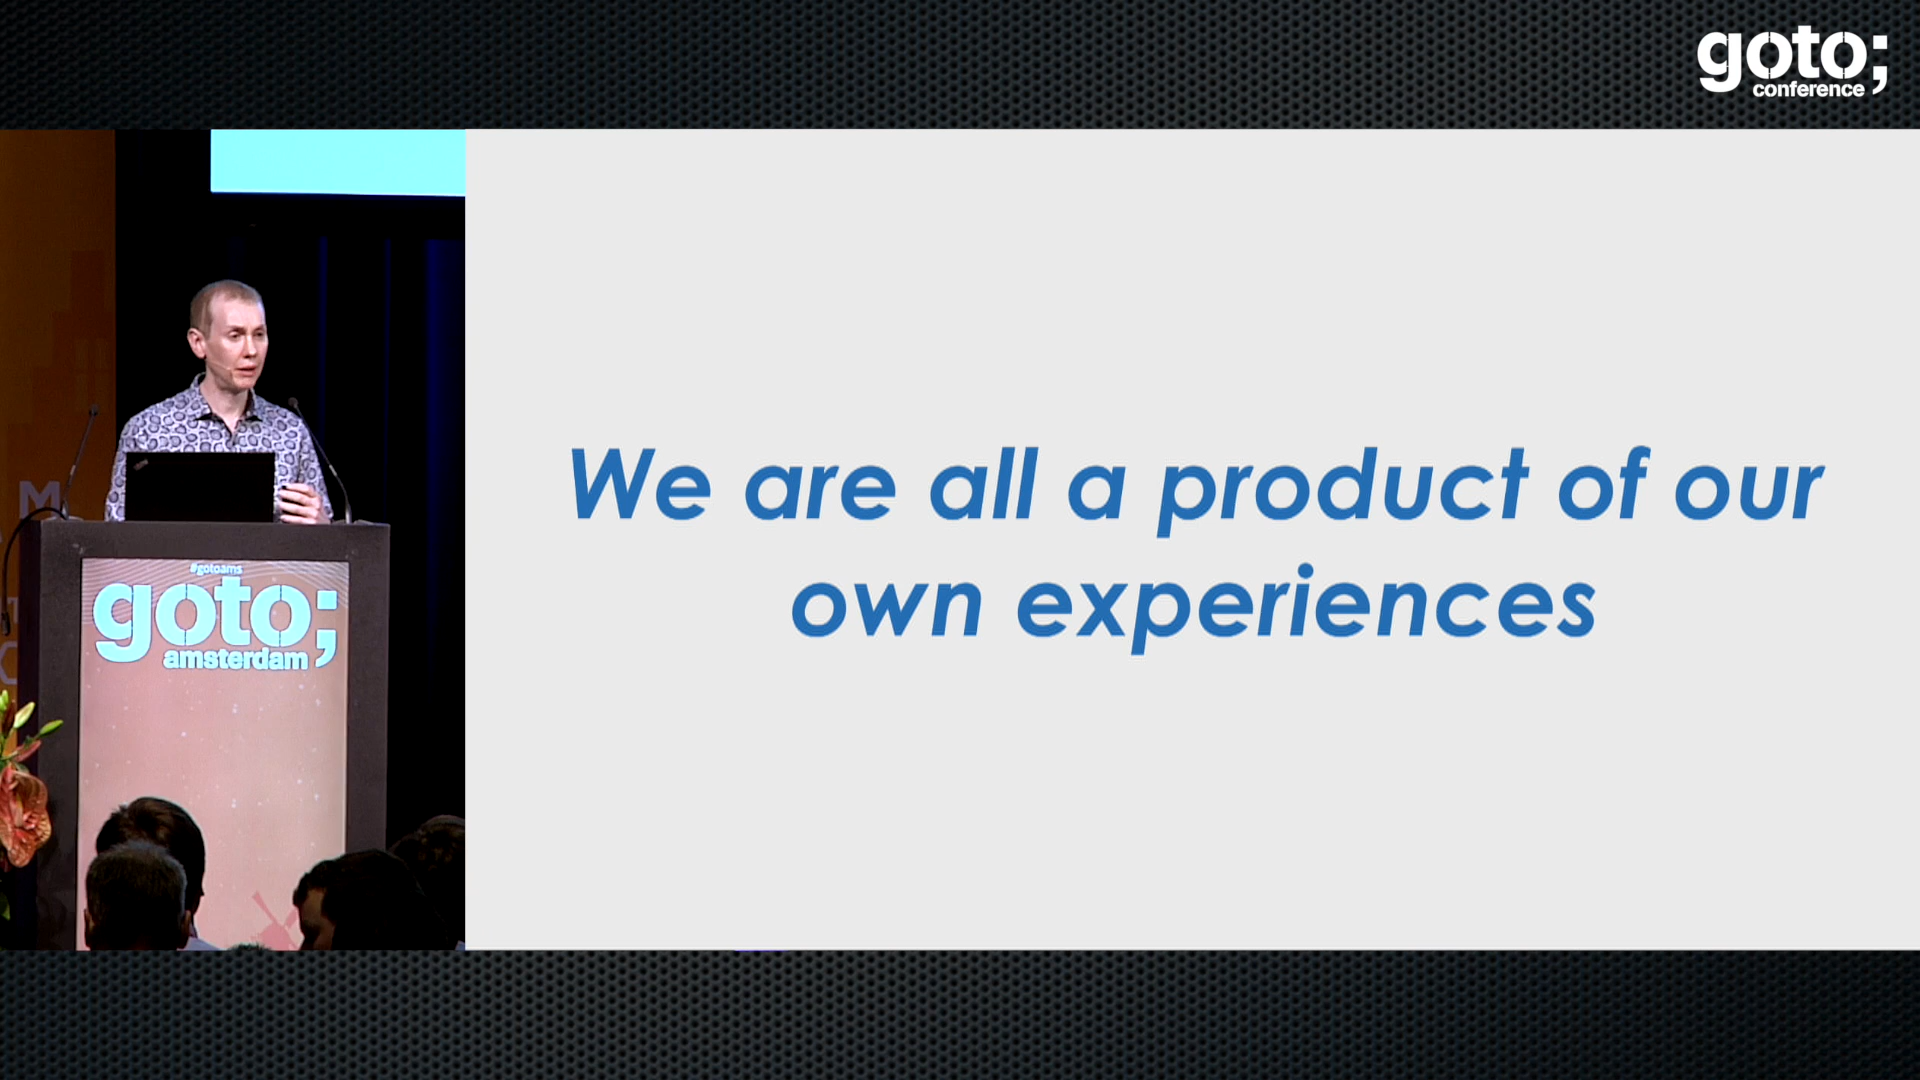 goto;
conference
We are all a product of our
own experiences
#gotoams
goto;
amsterdam
M